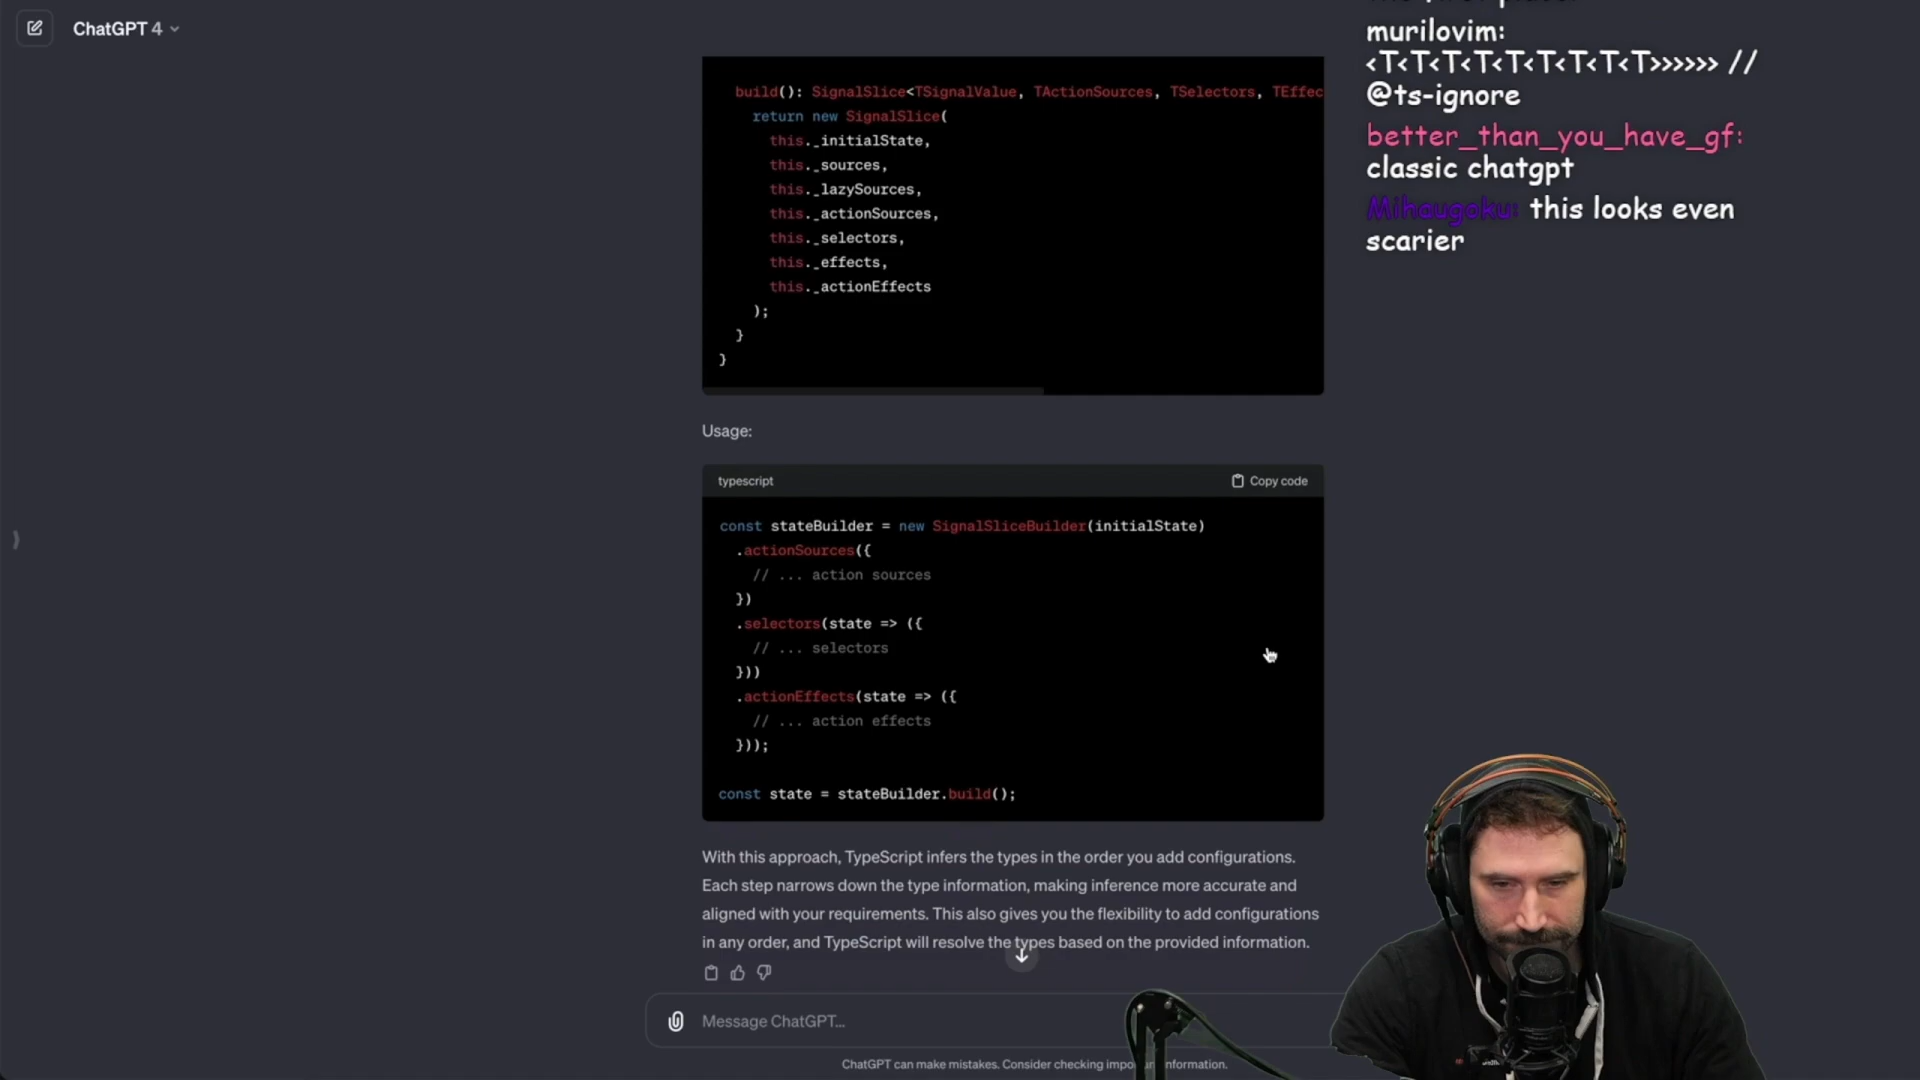 ChatGPT 4
build(): SignalSlice<TSignalValue, TActionSources, TSelectors, TEffec
return new SignalSlice(
this._initialState,
this._sources,
this._lazySources,
this._actionSources,
this._selectors,
this._effects,
this._actionEffects
);
}
}
Usage:
typescript
Copy code
const stateBuilder = new SignalSliceBuilder(initialState)
.actionSources({
// ... action sources
})
.selectors(state => ({
// ... selectors
}))
.actionEffects(state => ({
// ... action effects
}));
const state = stateBuilder.build();
With this approach, TypeScript infers the types in the order you add configurations.
Each step narrows down the type information, making inference more accurate and
aligned with your requirements. This also gives you the flexibility to add configurations
in any order, and TypeScript will resolve the types based on the provided information.
Message ChatGPT...
ChatGPT can make mistakes. Consider checking information.
murilovim:
<T<T<T<T<T<T<T<T<T>>>>>> //
@ts-ignore
better_than_you_have_gf:
classic chatgpt
Mihaugoku: this looks even
scarier